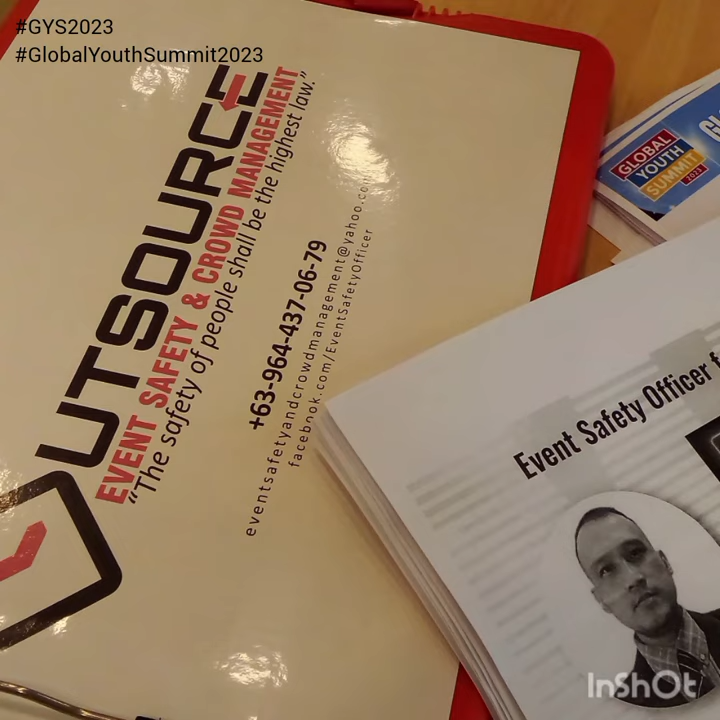 #GYS2023
#GlobalYouthSummit2023
UTSOURCE
EVENT SAFETY & CROWD MANAGEMENT
"The safety of people shall be the highest law."
+63-964-437-06-79
eventsafetyandcrowdmanagement@yahoo.com
facebook.com/EventSafetyOfficer
GLOBAL
YOUTH
SUMMIT
2023
Event Safety Officer
InShOt